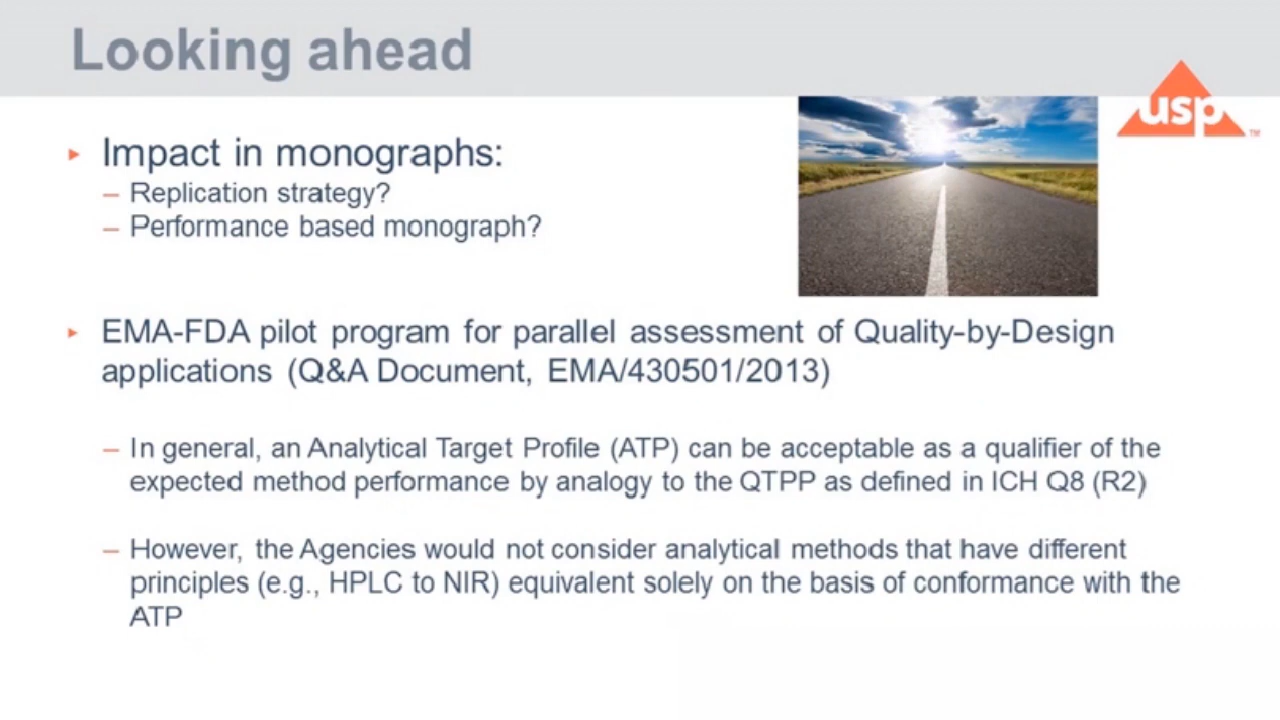 Looking ahead
usp
TM
▸ Impact in monographs:
– Replication strategy?
– Performance based monograph?
▸ EMA-FDA pilot program for parallel assessment of Quality-by-Design
applications (Q&A Document, EMA/430501/2013)
– In general, an Analytical Target Profile (ATP) can be acceptable as a qualifier of the
expected method performance by analogy to the QTPP as defined in ICH Q8 (R2)
– However, the Agencies would not consider analytical methods that have different
principles (e.g., HPLC to NIR) equivalent solely on the basis of conformance with the
ATP